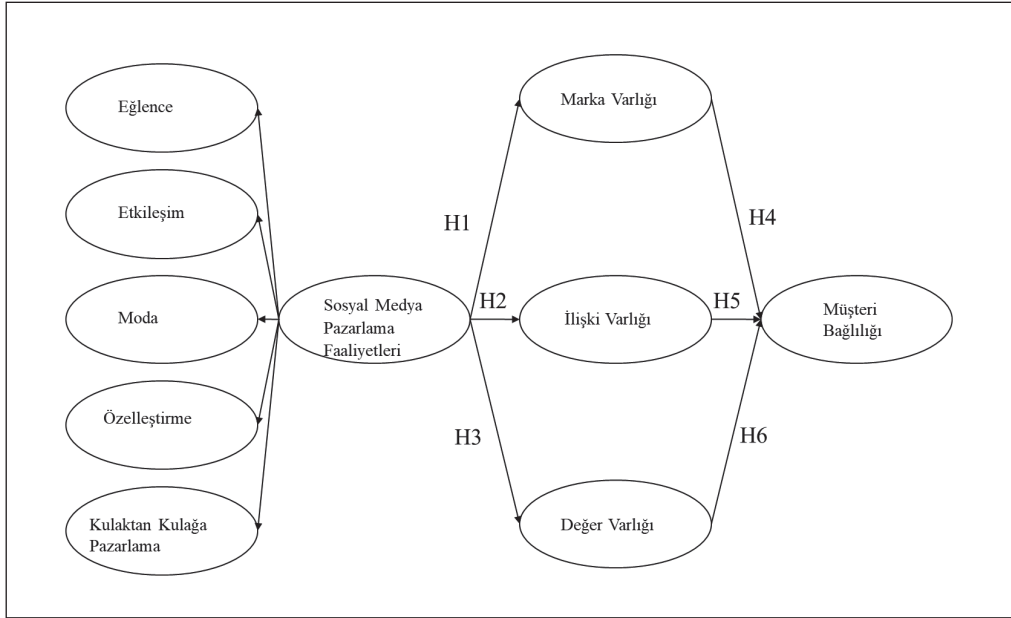 Eğlence
Etkileşim
Moda
Özelleştirme
Kulaktan Kulağa
Pazarlama
Sosyal Medya
Pazarlama
Faaliyetleri
H1
H2
H3
Marka Varlığı
İlişki Varlığı
Değer Varlığı
H4
H5
H6
Müşteri
Bağlılığı